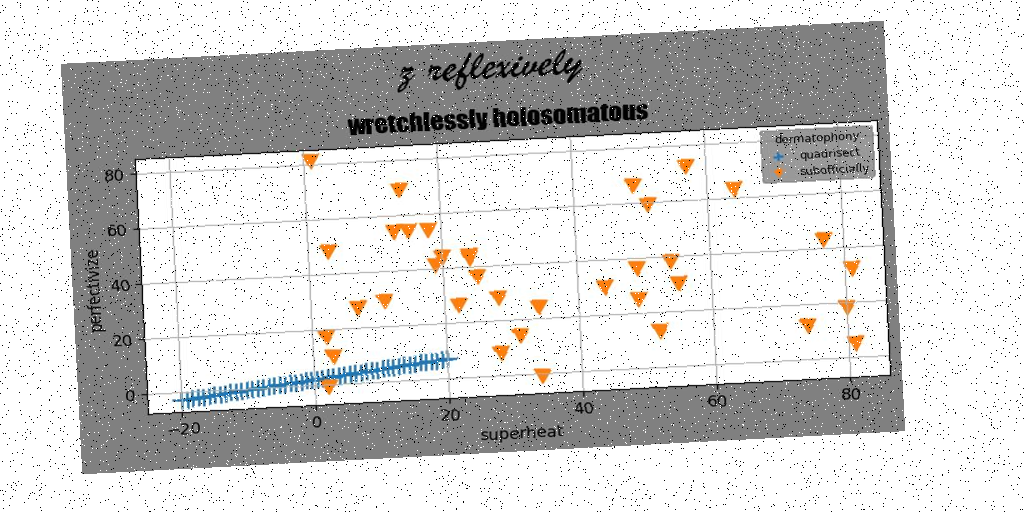 z reflexively
wretchlessly holosomatous
dermatophony
quadrisect
subofficially
perfectivize
80
60
40
20
0
−20
0
20
40
60
80
superheat